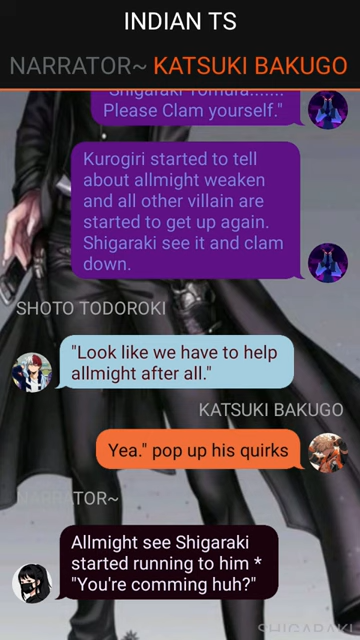 INDIAN TS
NARRATOR~ KATSUKI BAKUGO
Shigaraki Tomura.......
Please Clam yourself."
Kurogiri started to tell
about allmight weaken
and all other villain are
started to get up again.
Shigaraki see it and clam
down.
SHOTO TODOROKI
"Look like we have to help
allmight after all."
KATSUKI BAKUGO
Yea." pop up his quirks
NARRATOR~
Allmight see Shigaraki
started running to him *
"You're comming huh?"
SHIGARAKI